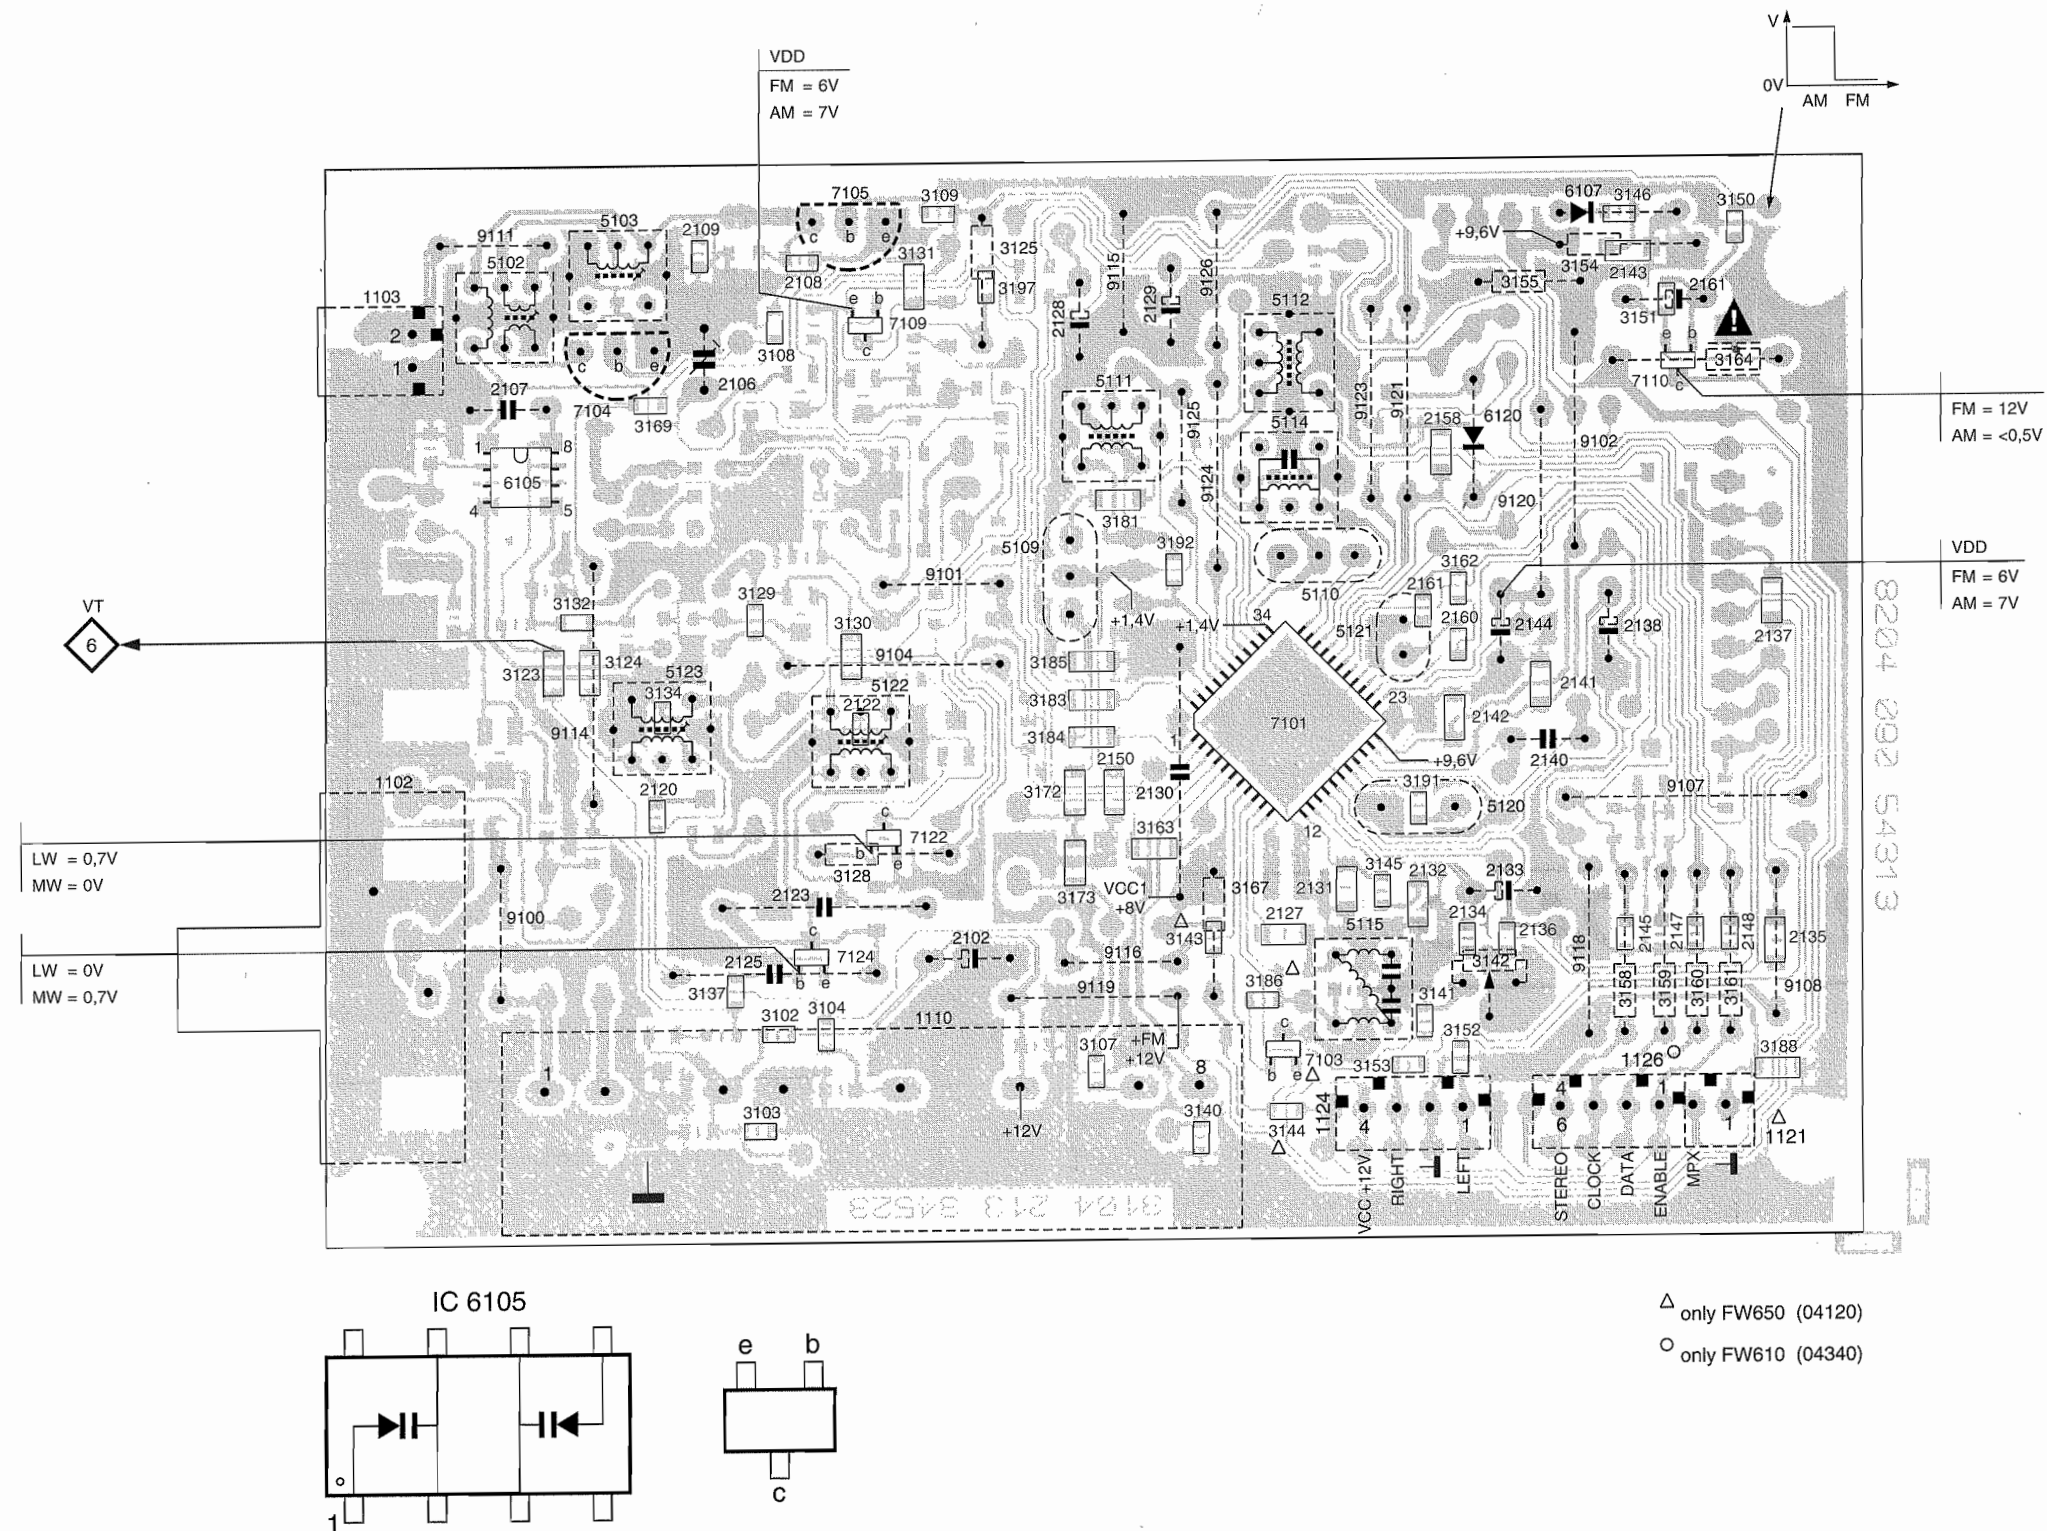 V
0V
AM FM
VDD
FM = 6V
AM = 7V
7105
3109
c b e
6107
3146
3150
5103
2109
9111
5102
3131
3125
2108
3197
9115
9126
+9,6V
3154
2143
3155
2161
3151
e b
1103
2
1
e b
7109
c
3108
2128
2129
5112
c b e
2106
2107
7104
3169
5111
9125
9123
9121
7110
c
3164
FM = 12V
AM = <0,5V
5114
2158
6120
9102
1
8
6105
4
5
9124
9120
3181
5109
3192
5110
VDD
FM = 6V
AM = 7V
9101
3162
2161
3132
3129
3130
+1,4V
+1,4V
34
5121
2160
2144
2138
2137
VT
6
3123
3124
5123
3134
9104
3185
5122
2122
3183
3184
7101
23
2142
2141
9114
1
+9,6V
2140
1102
2120
2150
3172
2130
3191
5120
9107
7122
c
12
b
e
3128
3163
LW = 0,7V
MW = 0V
3145
2131
2132
2133
3173
VCC1
+8V
3167
9100
2123
2127
5115
2134
2136
9118
2145
2147
2148
2135
3143
c
7124
2102
9116
3142
LW = 0V
MW = 0,7V
2125
b e
3137
9119
3186
3141
3158
3159
3160
3161
9108
3102
3104
1110
+FM
+12V
3107
c
7103
b e
3152
3153
1126
3188
1
8
3103
+12V
3140
3144
1124
4
1
4
6
1
1
1121
VCC +12V
RIGHT
LEFT
STEREO
CLOCK
DATA
ENABLE
MPX
8204 292 54313
3104 213 34523
IC 6105
1
e b
c
only FW650 (04120)
only FW610 (04340)